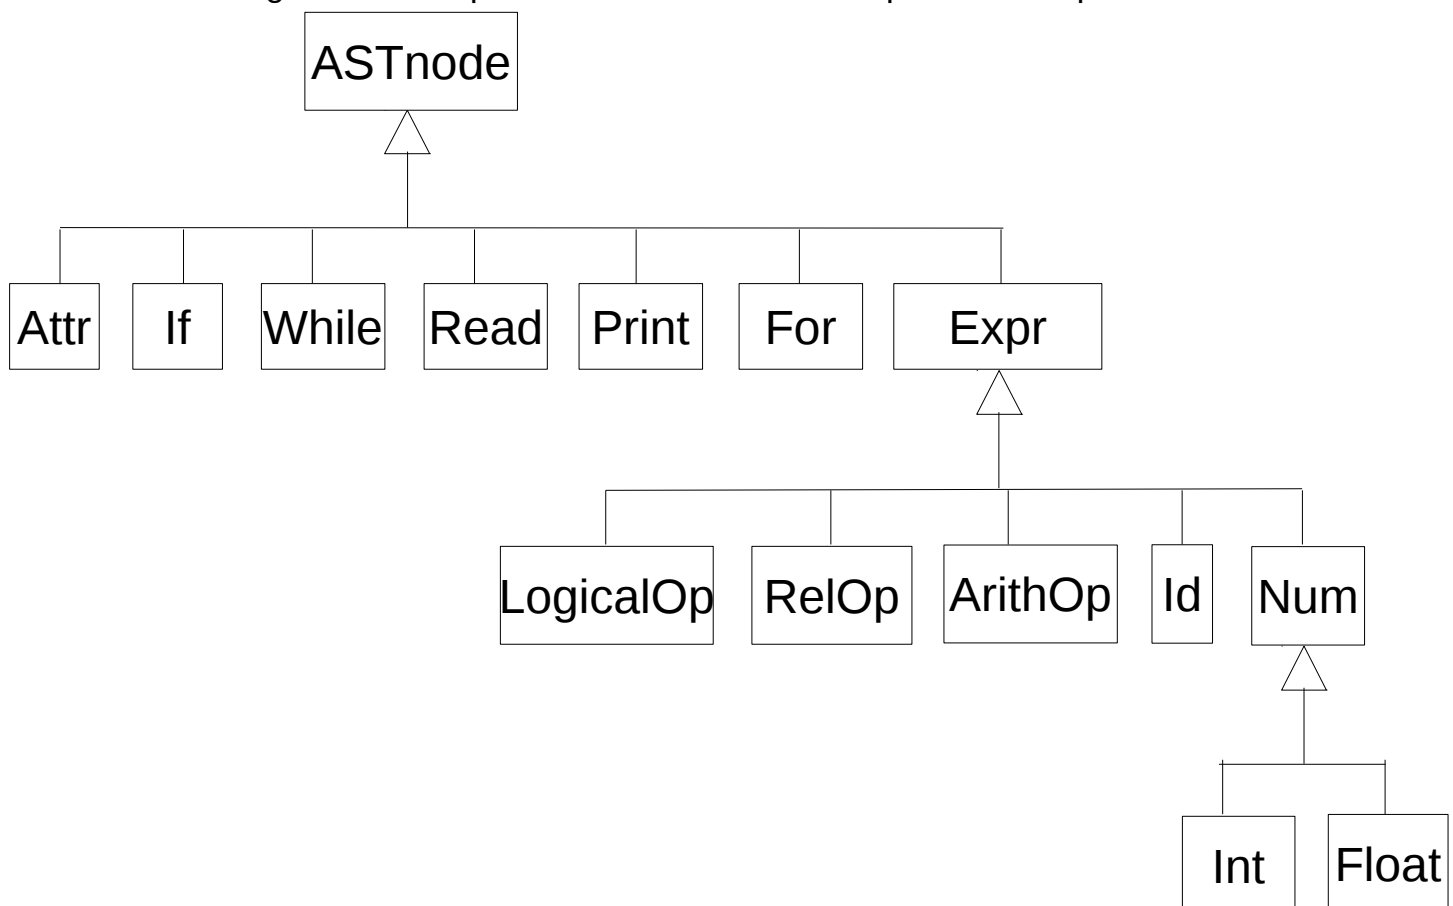 ASTnode
Attr If While Read Print For Expr
LogicalOp RelOp ArithOp Id Num
Int Float